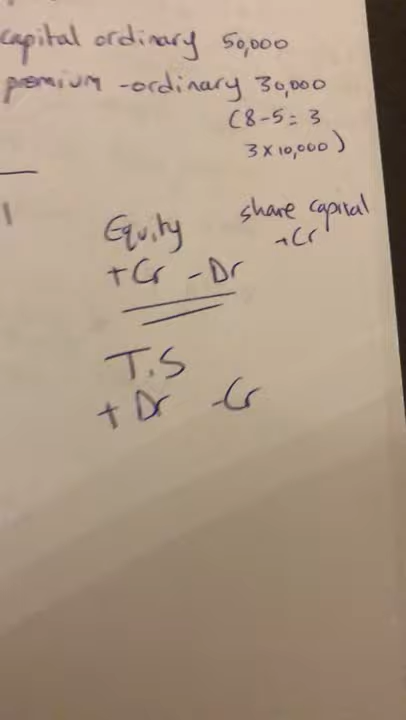 capital ordinary 50,000
premium - ordinary 30,000
(8-5 = 3
3 x 10,000)
Equity
+Cr - Dr
share capital
+Cr
T.S
+ Dr - Cr